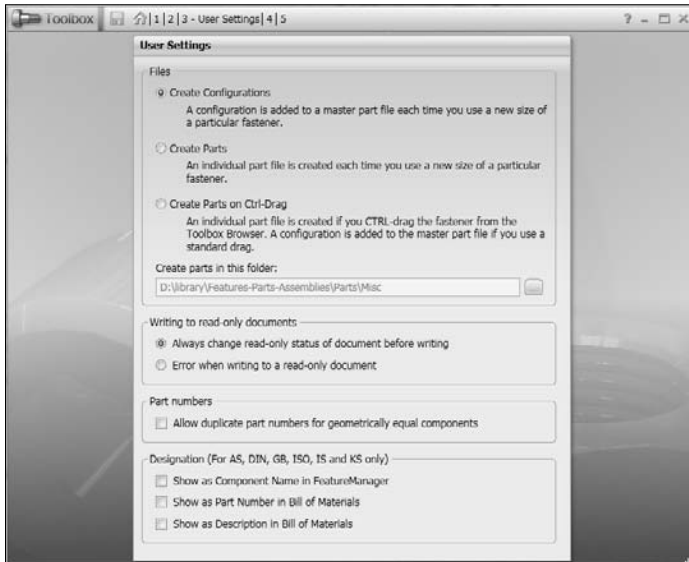 Toolbox 1 | 2 | 3 - User Settings | 4 | 5 ? - □ X
User Settings
Files
Create Configurations
A configuration is added to a master part file each time you use a new size of
a particular fastener.
Create Parts
An individual part file is created each time you use a new size of a particular
fastener.
Create Parts on Ctrl-Drag
An individual part file is created if you CTRL-drag the fastener from the
Toolbox Browser. A configuration is added to the master part file if you use a
standard drag.
Create parts in this folder:
D:\library\Features-Parts-Assemblies\Parts\Misc
...
Writing to read-only documents
Always change read-only status of document before writing
Error when writing to a read-only document
Part numbers
Allow duplicate part numbers for geometrically equal components
Designation (For AS, DIN, GB, ISO, IS and KS only)
Show as Component Name in FeatureManager
Show as Part Number in Bill of Materials
Show as Description in Bill of Materials